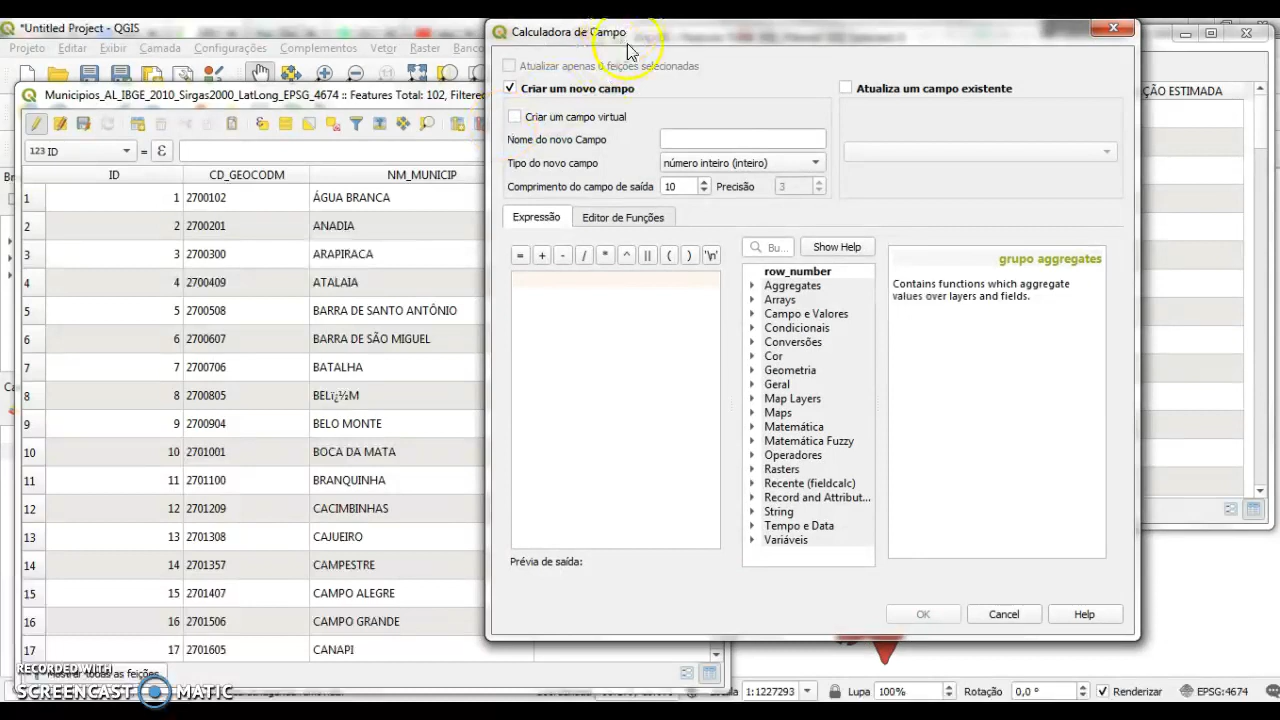 *Untitled Project - QGIS
Projeto Editar Exibir Camada Configurações Complementos Vetor Raster Banco
Municipios_AL_IBGE_2010_Sirgas2000_LatLong_EPSG_4674 :: Features Total: 102, Filtered
123 ID = ε
ID CD_GEOCODM NM_MUNICIP
1 1 2700102 ÁGUA BRANCA
2 2 2700201 ANADIA
3 3 2700300 ARAPIRACA
4 4 2700409 ATALAIA
5 5 2700508 BARRA DE SANTO ANTÔNIO
6 6 2700607 BARRA DE SÃO MIGUEL
7 7 2700706 BATALHA
8 8 2700805 BELï¿½M
9 9 2700904 BELO MONTE
10 10 2701001 BOCA DA MATA
11 11 2701100 BRANQUINHA
12 12 2701209 CACIMBINHAS
13 13 2701308 CAJUEIRO
14 14 2701357 CAMPESTRE
15 15 2701407 CAMPO ALEGRE
16 16 2701506 CAMPO GRANDE
17 17 2701605 CANAPI
Mostrar todas as feições
RECORDED WITH
SCREENCAST MATIC
Calculadora de Campo
Atualizar apenas 0 feições selecionadas
Criar um novo campo
Atualiza um campo existente
Criar um campo virtual
Nome do novo Campo
Tipo do novo campo número inteiro (inteiro)
Comprimento do campo de saída 10 Precisão 3
Expressão Editor de Funções
= + - / * ^ || ( ) '\n'
Bu... Show Help
row_number
Aggregates
Arrays
Campo e Valores
Condicionais
Conversões
Cor
Geometria
Geral
Map Layers
Maps
Matemática
Matemática Fuzzy
Operadores
Rasters
Recente (fieldcalc)
Record and Attribut...
String
Tempo e Data
Variáveis
grupo aggregates
Contains functions which aggregate
values over layers and fields.
Prévia de saída:
OK Cancel Help
ÇÃO ESTIMADA
1:1227293 Lupa 100% Rotação 0,0 ° Renderizar EPSG:4674